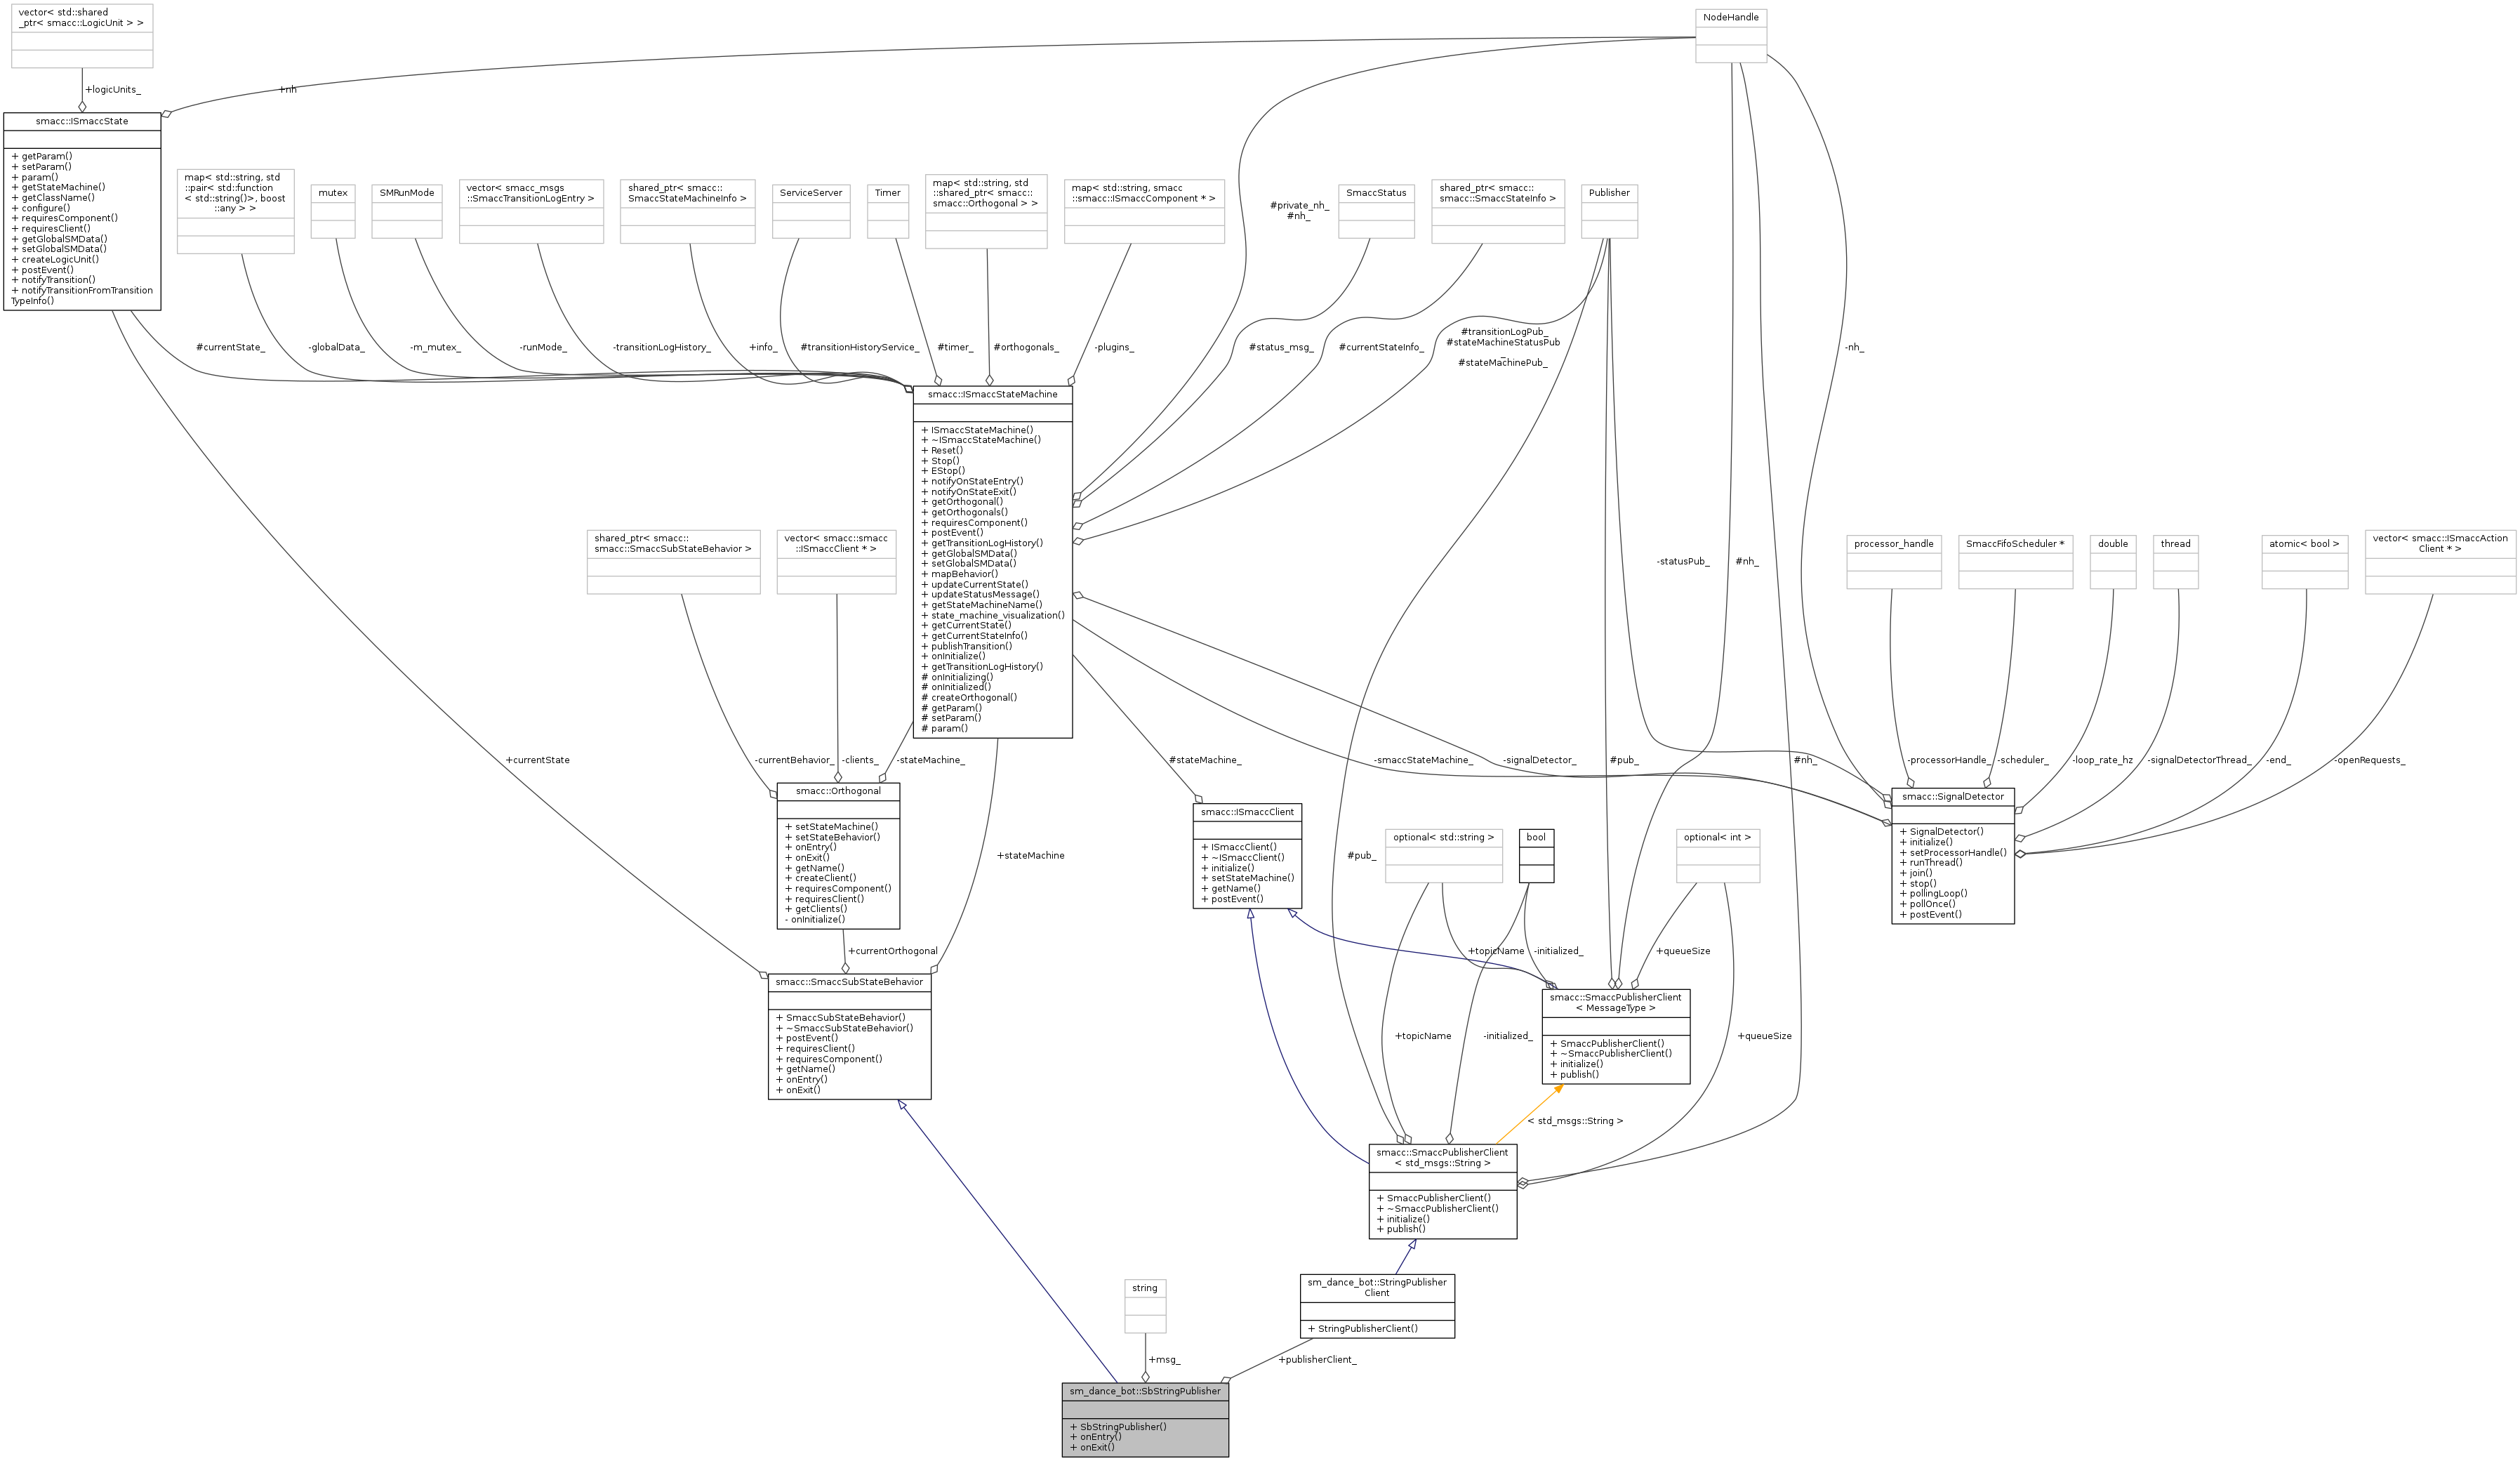 vector< std::shared
_ptr< smacc::LogicUnit > >
NodeHandle
+logicUnits_
+nh
smacc::ISmaccState
+ getParam()
+ setParam()
+ param()
+ getStateMachine()
+ getClassName()
+ configure()
+ requiresComponent()
+ requiresClient()
+ getGlobalSMData()
+ setGlobalSMData()
+ createLogicUnit()
+ postEvent()
+ notifyTransition()
+ notifyTransitionFromTransition
TypeInfo()
map< std::string, std
::pair< std::function
< std::string()>, boost
::any > >
mutex
SMRunMode
vector< smacc_msgs
::SmaccTransitionLogEntry >
shared_ptr< smacc::
SmaccStateMachineInfo >
ServiceServer
Timer
map< std::string, std
::shared_ptr< smacc::
smacc::Orthogonal > >
map< std::string, smacc
::smacc::ISmaccComponent * >
#private_nh_
#nh_
SmaccStatus
shared_ptr< smacc::
smacc::SmaccStateInfo >
Publisher
#currentState_
-globalData_
-m_mutex_
-runMode_
-transitionLogHistory_
+info_
#transitionHistoryService_
#timer_
#orthogonals_
-plugins_
#status_msg_
#currentStateInfo_
#transitionLogPub_
#stateMachineStatusPub
_
#stateMachinePub_
-nh_
smacc::ISmaccStateMachine
+ ISmaccStateMachine()
+ ~ISmaccStateMachine()
+ Reset()
+ Stop()
+ EStop()
+ notifyOnStateEntry()
+ notifyOnStateExit()
+ getOrthogonal()
+ getOrthogonals()
+ requiresComponent()
+ postEvent()
+ getTransitionLogHistory()
+ getGlobalSMData()
+ setGlobalSMData()
+ mapBehavior()
+ updateCurrentState()
+ updateStatusMessage()
+ getStateMachineName()
+ state_machine_visualization()
+ getCurrentState()
+ getCurrentStateInfo()
+ publishTransition()
+ onInitialize()
+ getTransitionLogHistory()
# onInitializing()
# onInitialized()
# createOrthogonal()
# getParam()
# setParam()
# param()
shared_ptr< smacc::
smacc::SmaccSubStateBehavior >
vector< smacc::smacc
::ISmaccClient * >
-statusPub_
#nh_
processor_handle
SmaccFifoScheduler *
double
thread
atomic< bool >
vector< smacc::ISmaccAction
Client * >
+currentState
-currentBehavior_
-clients_
-stateMachine_
#stateMachine_
-smaccStateMachine_
-signalDetector_
#pub_
#nh_
-processorHandle_
-scheduler_
-loop_rate_hz
-signalDetectorThread_
-end_
-openRequests_
smacc::Orthogonal
+ setStateMachine()
+ setStateBehavior()
+ onEntry()
+ onExit()
+ getName()
+ createClient()
+ requiresComponent()
+ requiresClient()
+ getClients()
- onInitialize()
+stateMachine
smacc::ISmaccClient
+ ISmaccClient()
+ ~ISmaccClient()
+ initialize()
+ setStateMachine()
+ getName()
+ postEvent()
#pub_
optional< std::string >
bool
optional< int >
smacc::SignalDetector
+ SignalDetector()
+ initialize()
+ setProcessorHandle()
+ runThread()
+ join()
+ stop()
+ pollingLoop()
+ pollOnce()
+ postEvent()
+currentOrthogonal
+topicName
-initialized_
+queueSize
smacc::SmaccSubStateBehavior
+ SmaccSubStateBehavior()
+ ~SmaccSubStateBehavior()
+ postEvent()
+ requiresClient()
+ requiresComponent()
+ getName()
+ onEntry()
+ onExit()
smacc::SmaccPublisherClient
< MessageType >
+ SmaccPublisherClient()
+ ~SmaccPublisherClient()
+ initialize()
+ publish()
+topicName
-initialized_
+queueSize
< std_msgs::String >
smacc::SmaccPublisherClient
< std_msgs::String >
+ SmaccPublisherClient()
+ ~SmaccPublisherClient()
+ initialize()
+ publish()
string
sm_dance_bot::StringPublisher
Client
+ StringPublisherClient()
+msg_
+publisherClient_
sm_dance_bot::SbStringPublisher
+ SbStringPublisher()
+ onEntry()
+ onExit()